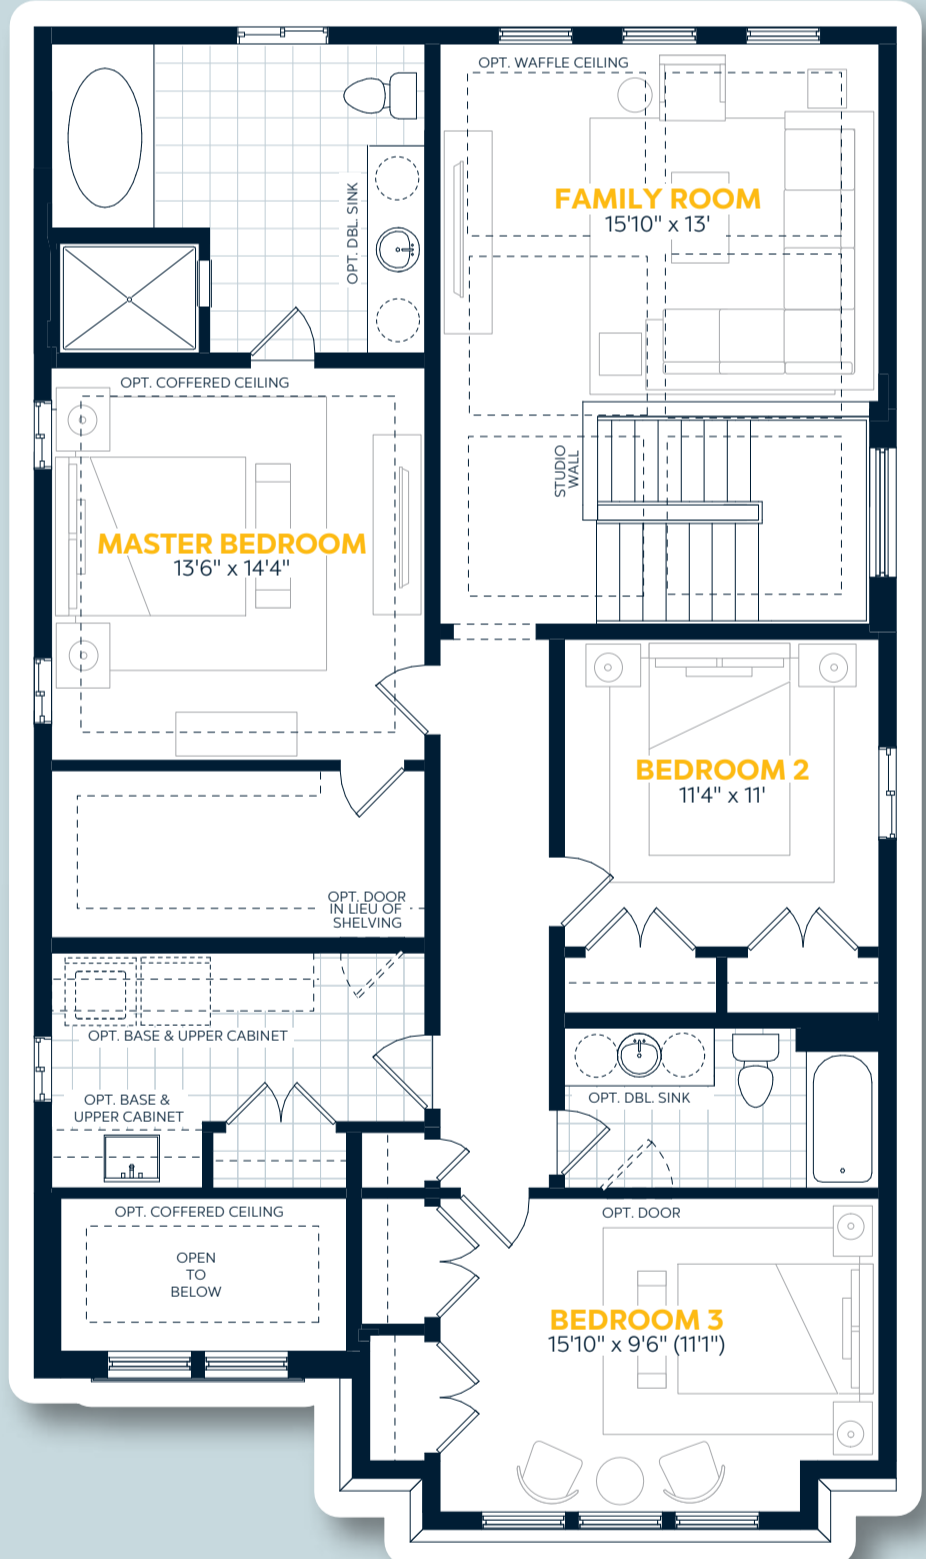 OPT. WAFFLE CEILING
FAMILY ROOM
15'10" x 13'
OPT. DBL. SINK
OPT. COFFERED CEILING
STUDIO
WALL
MASTER BEDROOM
13'6" x 14'4"
BEDROOM 2
11'4" x 11'
OPT. DOOR
IN LIEU OF
SHELVING
OPT. BASE & UPPER CABINET
OPT. BASE &
UPPER CABINET
OPT. DBL. SINK
OPT. COFFERED CEILING
OPT. DOOR
OPEN
TO
BELOW
BEDROOM 3
15'10" x 9'6" (11'1")